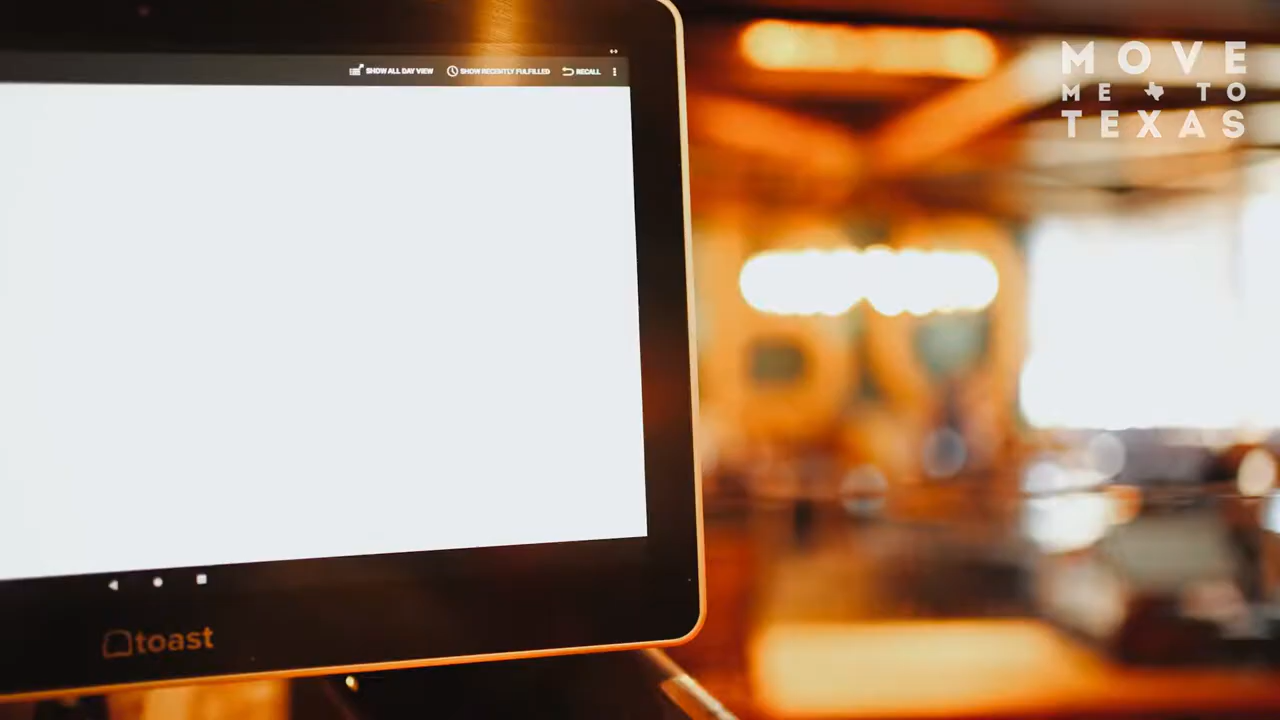 SHOW ALL DAY VIEW SHOW RECENTLY FULFILLED RECALL
MOVE
ME TO
TEXAS
toast